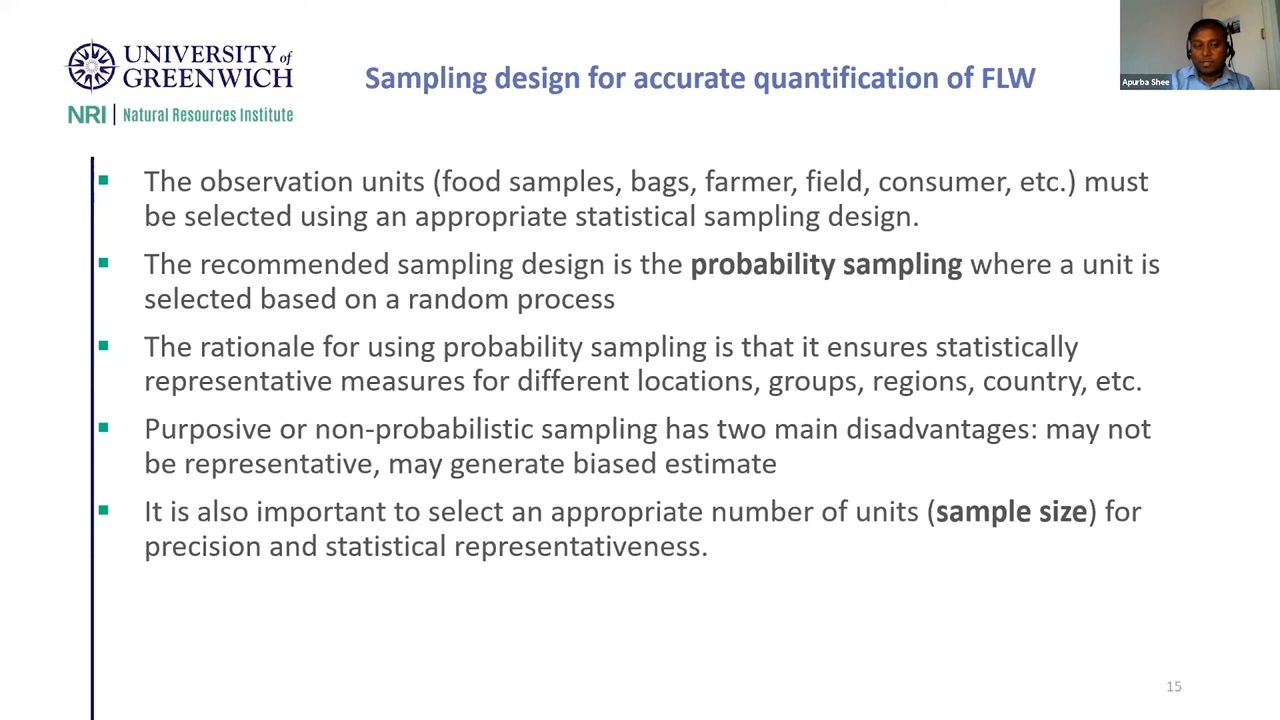 UNIVERSITY of
GREENWICH
NRI | Natural Resources Institute
Sampling design for accurate quantification of FLW
Apurba Shee
▪ The observation units (food samples, bags, farmer, field, consumer, etc.) must
be selected using an appropriate statistical sampling design.
▪ The recommended sampling design is the probability sampling where a unit is
selected based on a random process
▪ The rationale for using probability sampling is that it ensures statistically
representative measures for different locations, groups, regions, country, etc.
▪ Purposive or non-probabilistic sampling has two main disadvantages: may not
be representative, may generate biased estimate
▪ It is also important to select an appropriate number of units (sample size) for
precision and statistical representativeness.
15